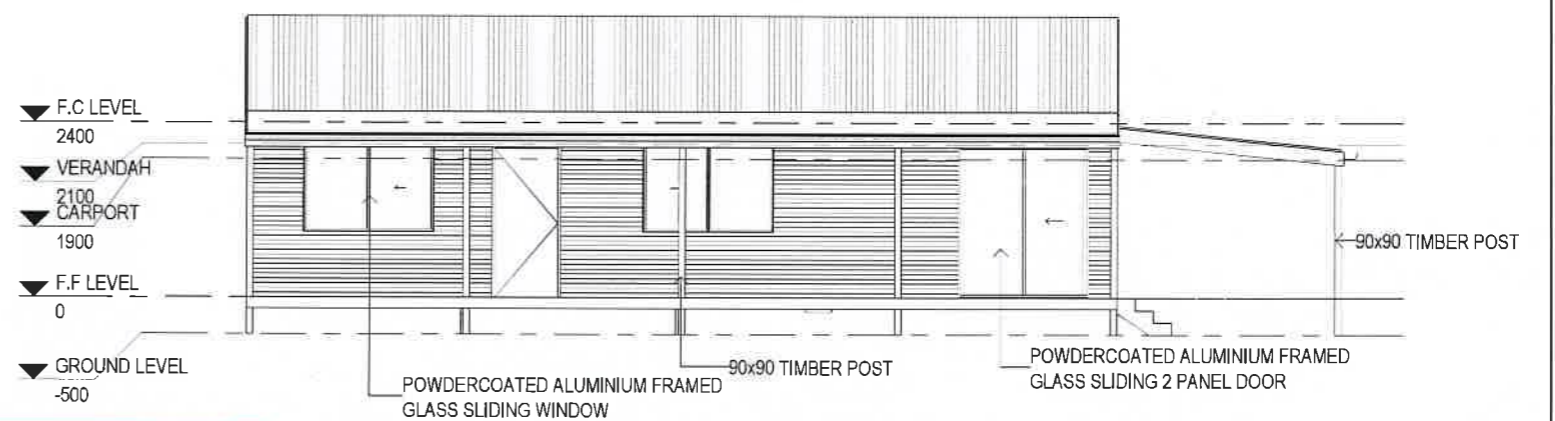 F.C LEVEL
2400
VERANDAH
2100
CARPORT
1900
F.F LEVEL
0
GROUND LEVEL
-500
90x90 TIMBER POST
90x90 TIMBER POST
POWDERCOATED ALUMINIUM FRAMED
GLASS SLIDING 2 PANEL DOOR
POWDERCOATED ALUMINIUM FRAMED
GLASS SLIDING WINDOW